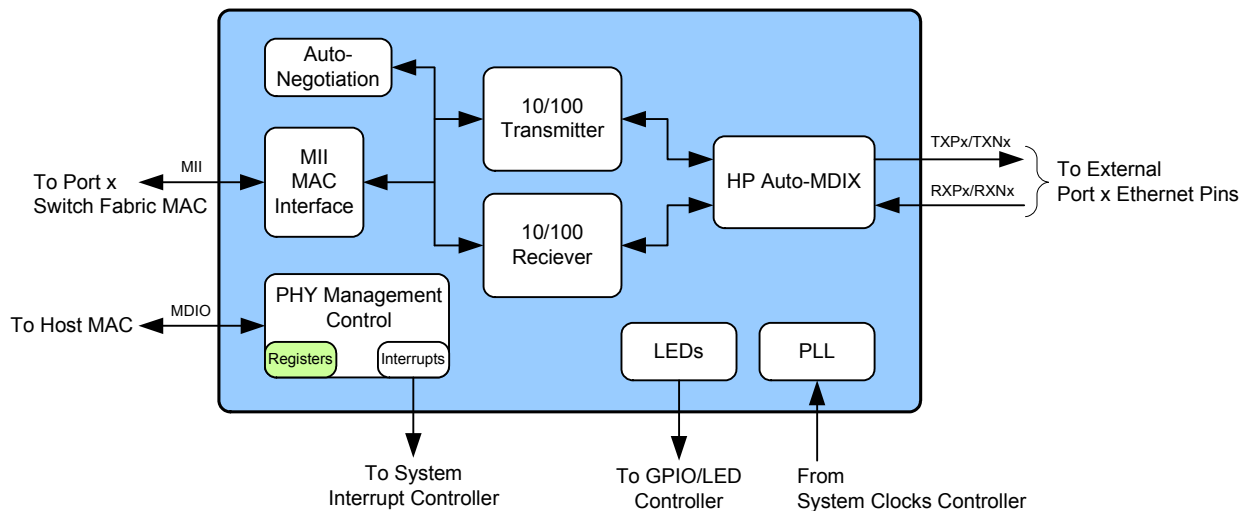 Auto-
Negotiation
10/100
Transmitter
MII
MAC
Interface
HP Auto-MDIX
10/100
Reciever
MII
To Port x
Switch Fabric MAC
TXPx/TXNx
RXPx/RXNx
To External
Port x Ethernet Pins
PHY Management
Control
Registers
Interrupts
MDIO
To Host MAC
LEDs
PLL
To System
Interrupt Controller
To GPIO/LED
Controller
From
System Clocks Controller